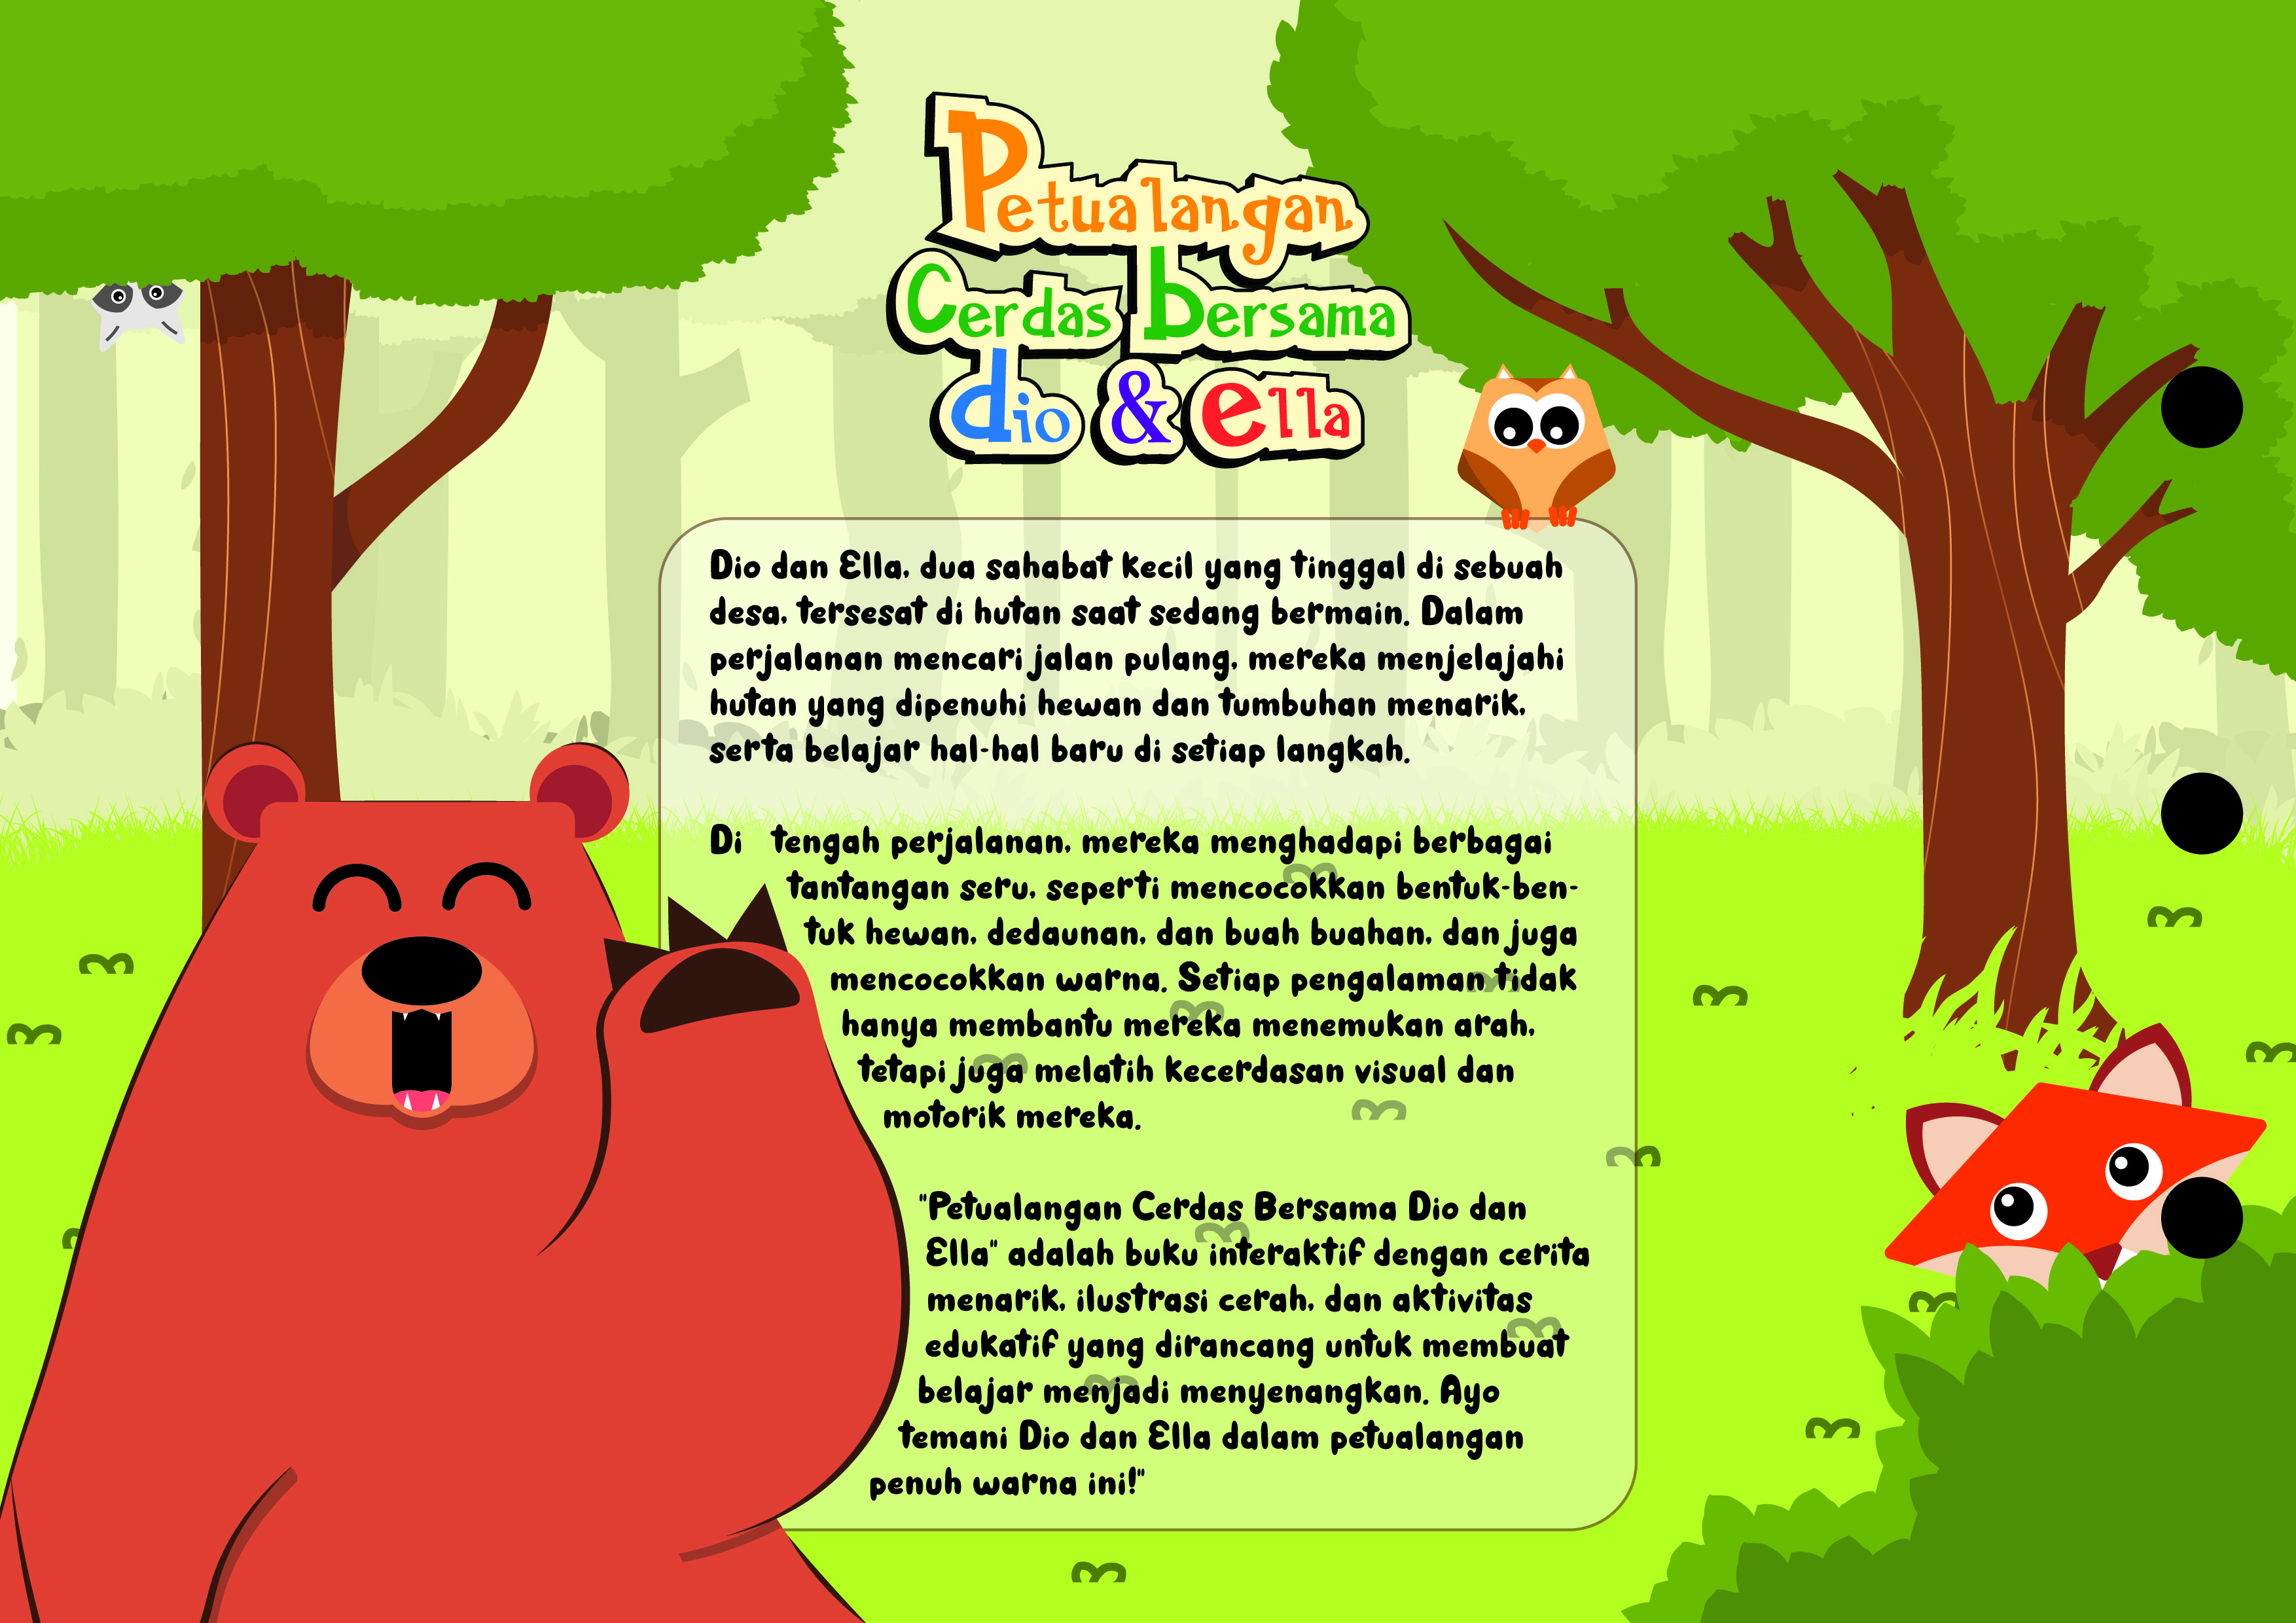 Petualangan
Cerdas bersama
dio & ella
Dio dan Ella, dua sahabat kecil yang tinggal di sebuah
desa, tersesat di hutan saat sedang bermain. Dalam
perjalanan mencari jalan pulang, mereka menjelajahi
hutan yang dipenuhi hewan dan tumbuhan menarik,
serta belajar hal-hal baru di setiap langkah.
Di tengah perjalanan, mereka menghadapi berbagai
tantangan seru, seperti mencocokkan bentuk-ben-
tuk hewan, dedaunan, dan buah buahan, dan juga
mencocokkan warna. Setiap pengalaman tidak
hanya membantu mereka menemukan arah,
tetapi juga melatih kecerdasan visual dan
motorik mereka.
"Petualangan Cerdas Bersama Dio dan
Ella" adalah buku interaktif dengan cerita
menarik, ilustrasi cerah, dan aktivitas
edukatif yang dirancang untuk membuat
belajar menjadi menyenangkan. Ayo
temani Dio dan Ella dalam petualangan
penuh warna ini!"